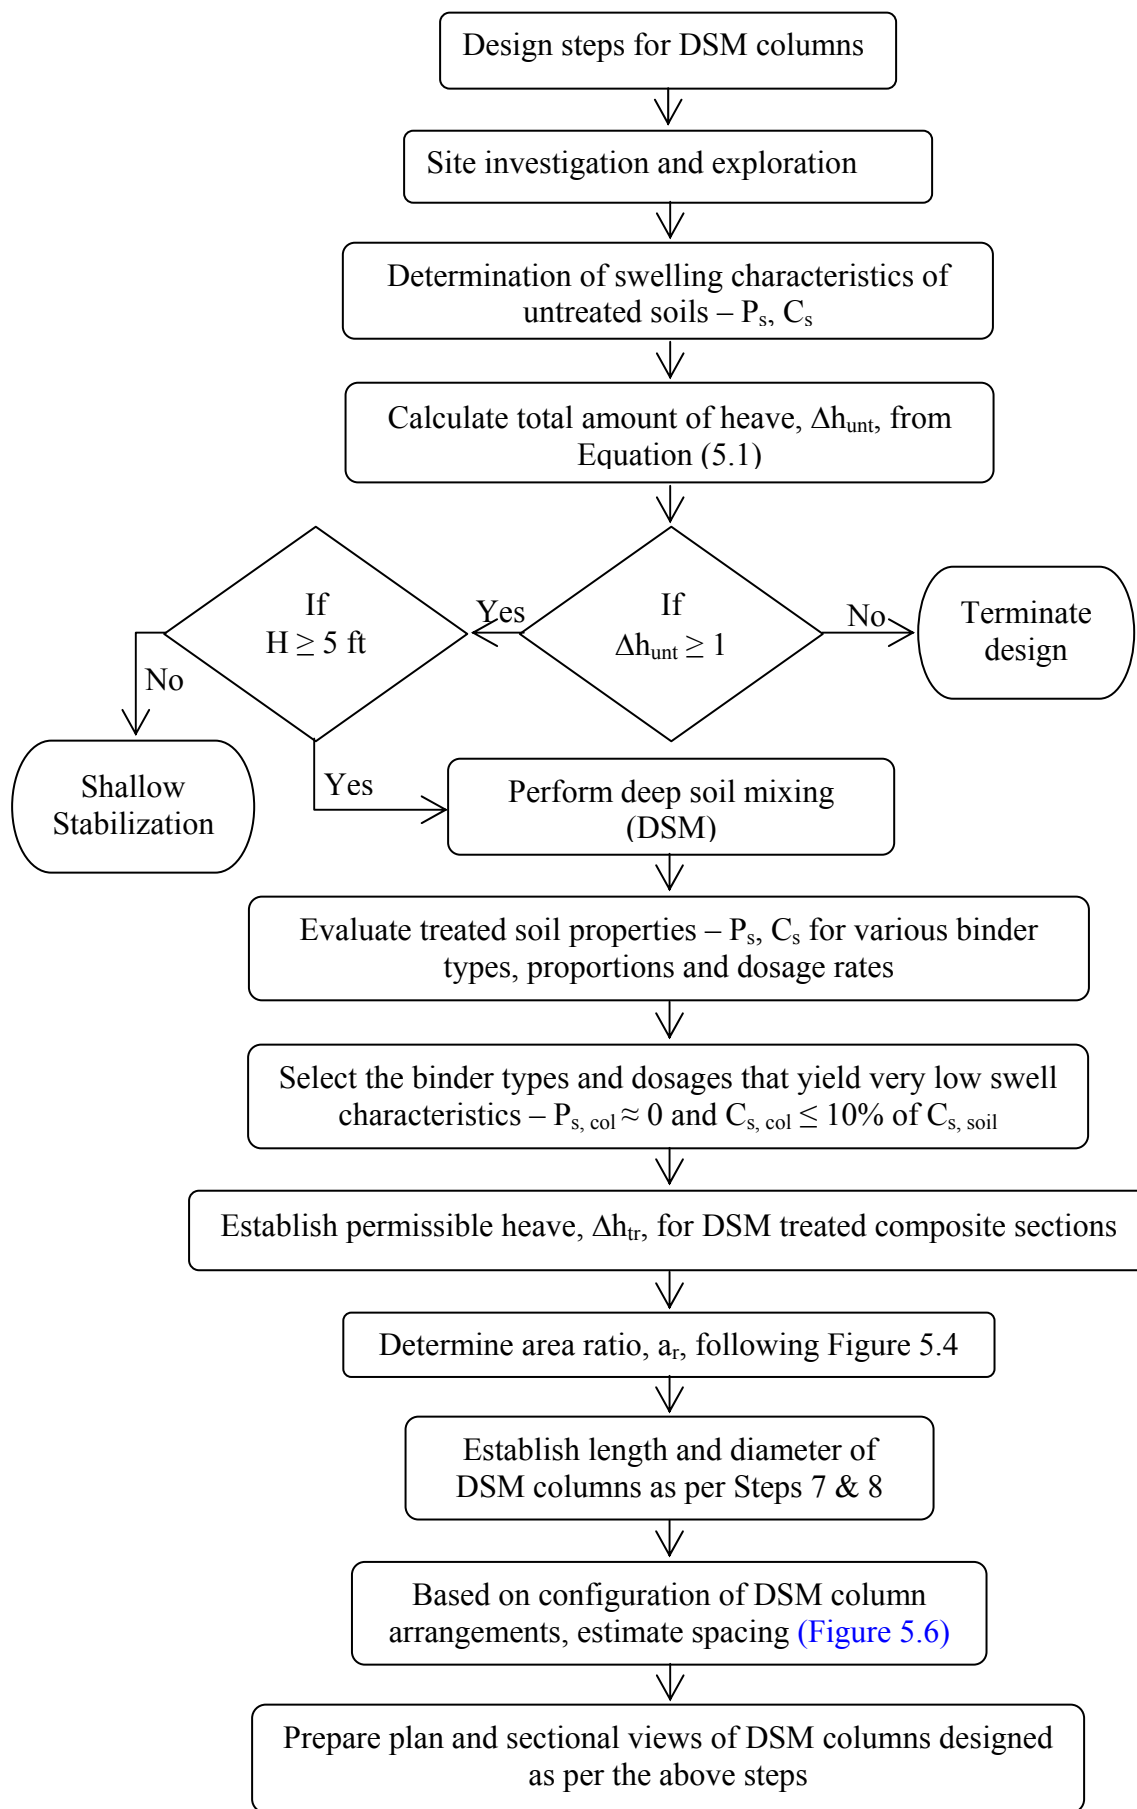 Design steps for DSM columns
Site investigation and exploration
Determination of swelling characteristics of
untreated soils – Ps, Cs
Calculate total amount of heave, Δhunt, from
Equation (5.1)
If
H ≥ 5 ft
Yes
If
Δhunt ≥ 1
No
Terminate
design
No
Shallow
Stabilization
Yes
Perform deep soil mixing
(DSM)
Evaluate treated soil properties – Ps, Cs for various binder
types, proportions and dosage rates
Select the binder types and dosages that yield very low swell
characteristics – Ps, col ≈ 0 and Cs, col ≤ 10% of Cs, soil
Establish permissible heave, Δhtr, for DSM treated composite sections
Determine area ratio, ar, following Figure 5.4
Establish length and diameter of
DSM columns as per Steps 7 & 8
Based on configuration of DSM column
arrangements, estimate spacing (Figure 5.6)
Prepare plan and sectional views of DSM columns designed
as per the above steps